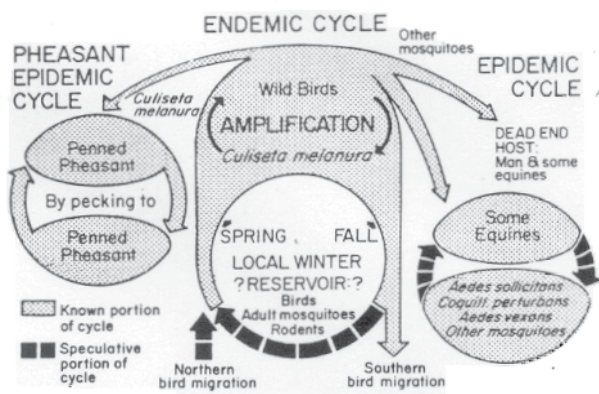 ENDEMIC CYCLE
Other
mosquitoes
PHEASANT
EPIDEMIC
CYCLE
EPIDEMIC
CYCLE
Culiseta
melanura
Wild Birds
AMPLIFICATION
Culiseta melanura
DEAD END
HOST:
Man & some
equines
Penned
Pheasant
By pecking to
Penned
Pheasant
SPRING
FALL
LOCAL WINTER
? RESERVOIR:?
Birds
Adult mosquitoes
Rodents
Some
Equines
Aedes sollicitans
Coquill. perturbans
Aedes vexans
Other mosquitoes
Known portion
of cycle
Speculative
portion of
cycle
Northern
bird migration
Southern
bird migration